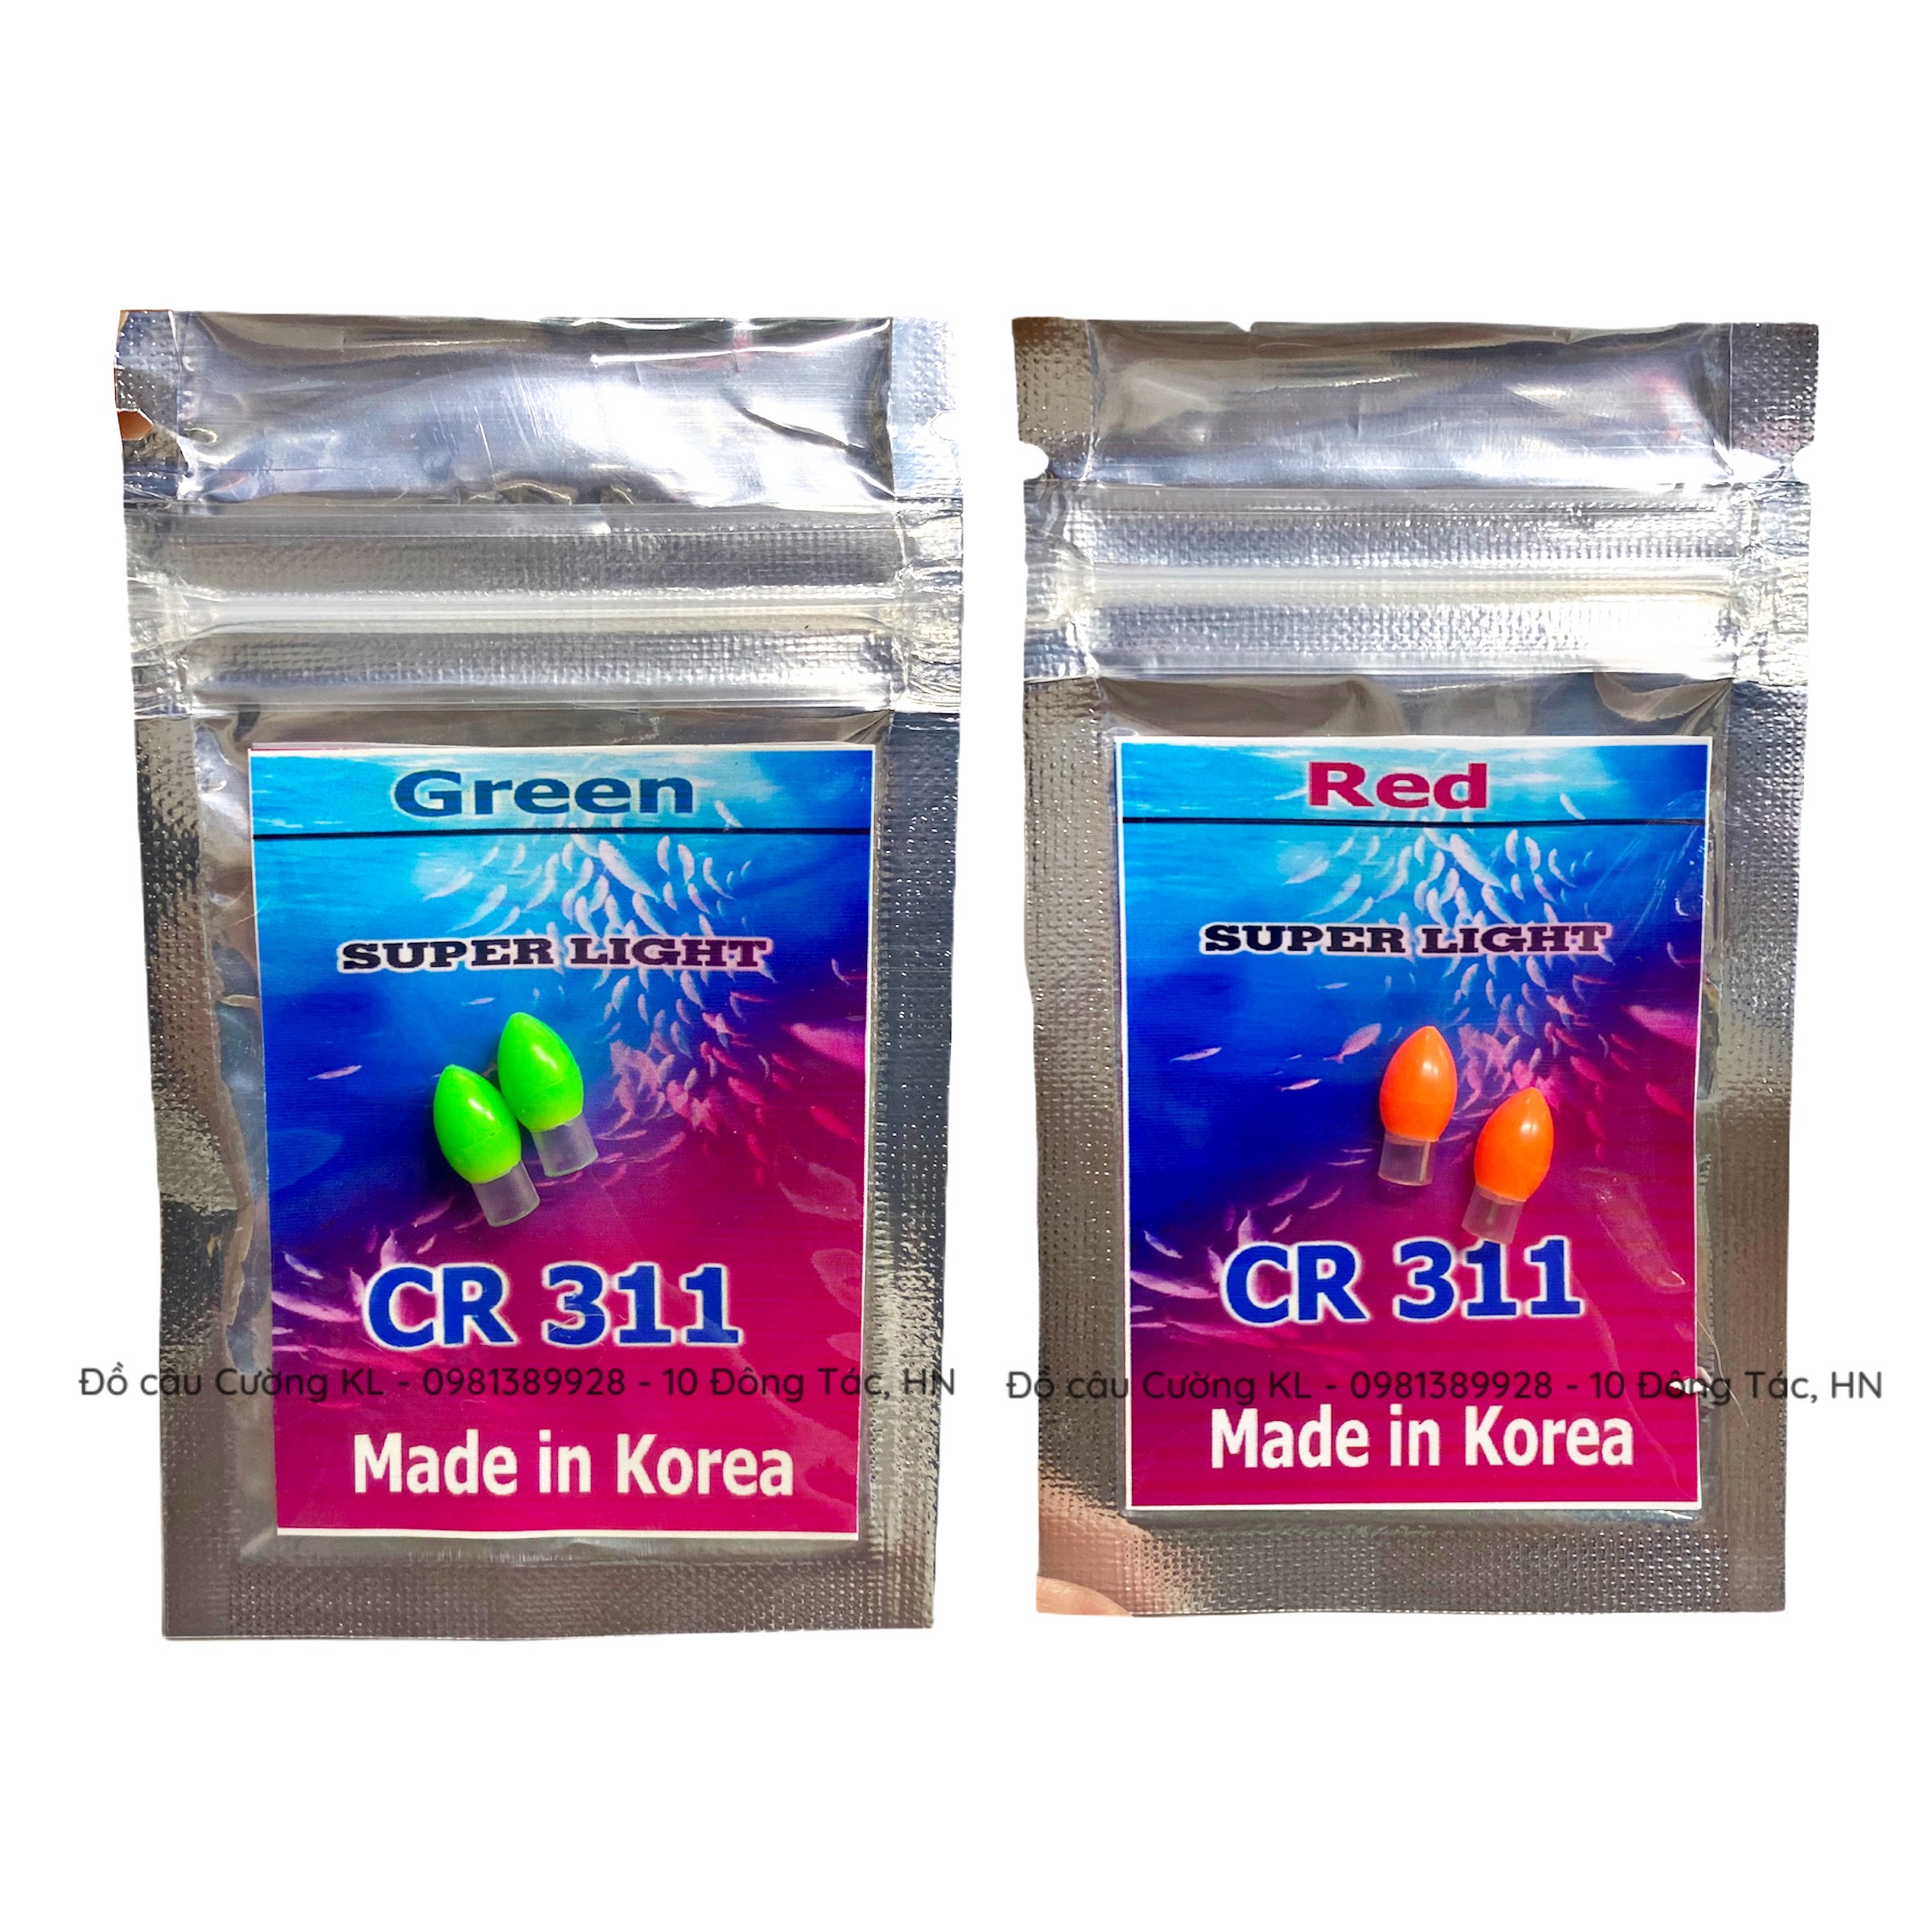 Green
SUPER LIGHT
CR 311
Đồ câu Cường KL - 0981389928 - 10 Đông Tác, HN
Made in Korea
Red
SUPER LIGHT
CR 311
Đồ câu Cường KL - 0981389928 - 10 Đông Tác, HN
Made in Korea